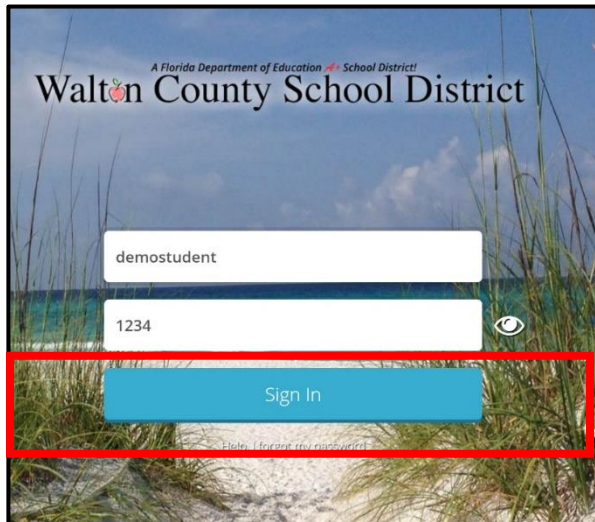 A Florida Department of Education A+ School District!
Walton County School District
demostudent
1234
Sign In
Help, I forgot my password